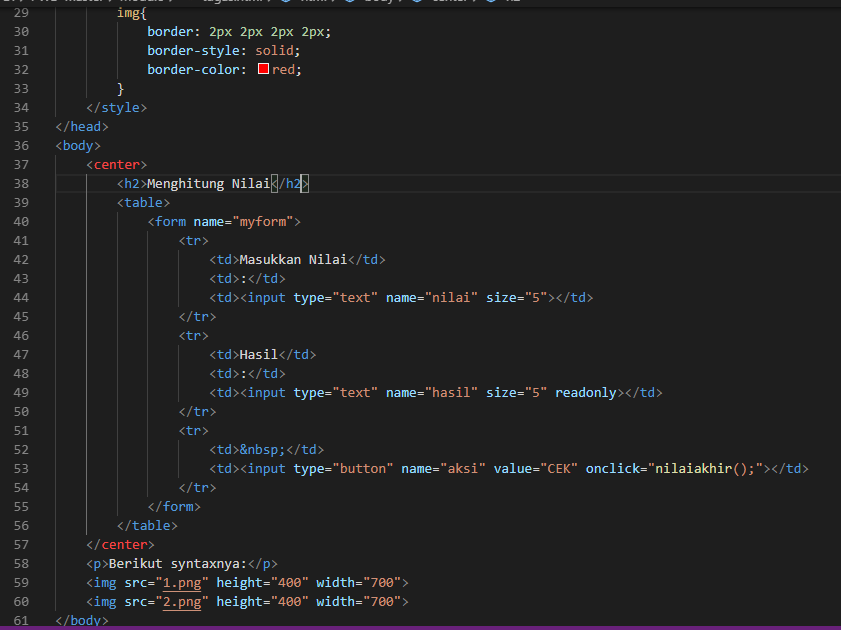 29 img{
30 border: 2px 2px 2px 2px;
31 border-style: solid;
32 border-color: red;
33 }
34 </style>
35 </head>
36 <body>
37 <center>
38 <h2>Menghitung Nilai</h2>
39 <table>
40 <form name="myform">
41 <tr>
42 <td>Masukkan Nilai</td>
43 <td>:</td>
44 <td><input type="text" name="nilai" size="5"></td>
45 </tr>
46 <tr>
47 <td>Hasil</td>
48 <td>:</td>
49 <td><input type="text" name="hasil" size="5" readonly></td>
50 </tr>
51 <tr>
52 <td>&nbsp;</td>
53 <td><input type="button" name="aksi" value="CEK" onclick="nilaiakhir();"></td>
54 </tr>
55 </form>
56 </table>
57 </center>
58 <p>Berikut syntaxnya:</p>
59 <img src="1.png" height="400" width="700">
60 <img src="2.png" height="400" width="700">
61 </body>